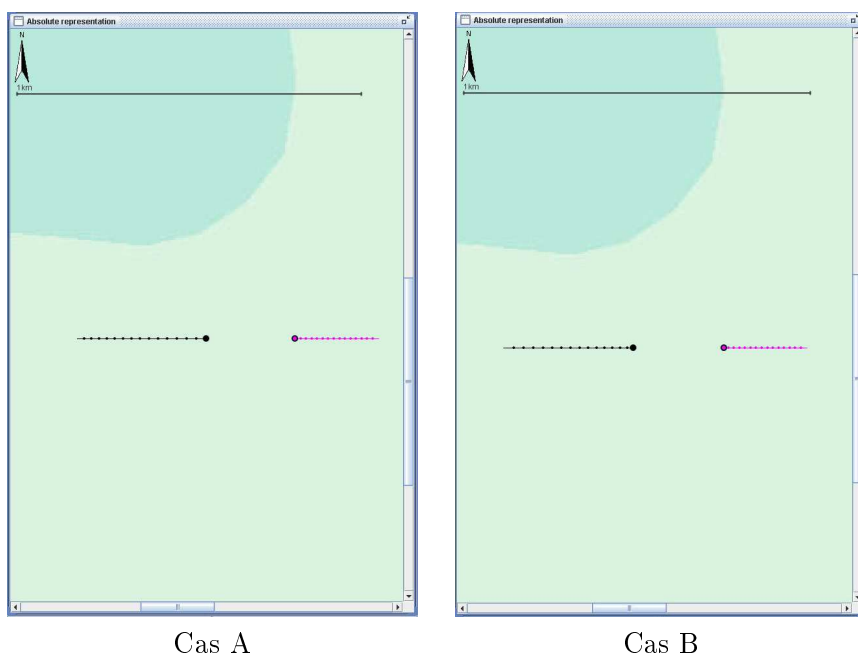 Absolute representation
N
1km
Absolute representation
N
1km
Cas A
Cas B